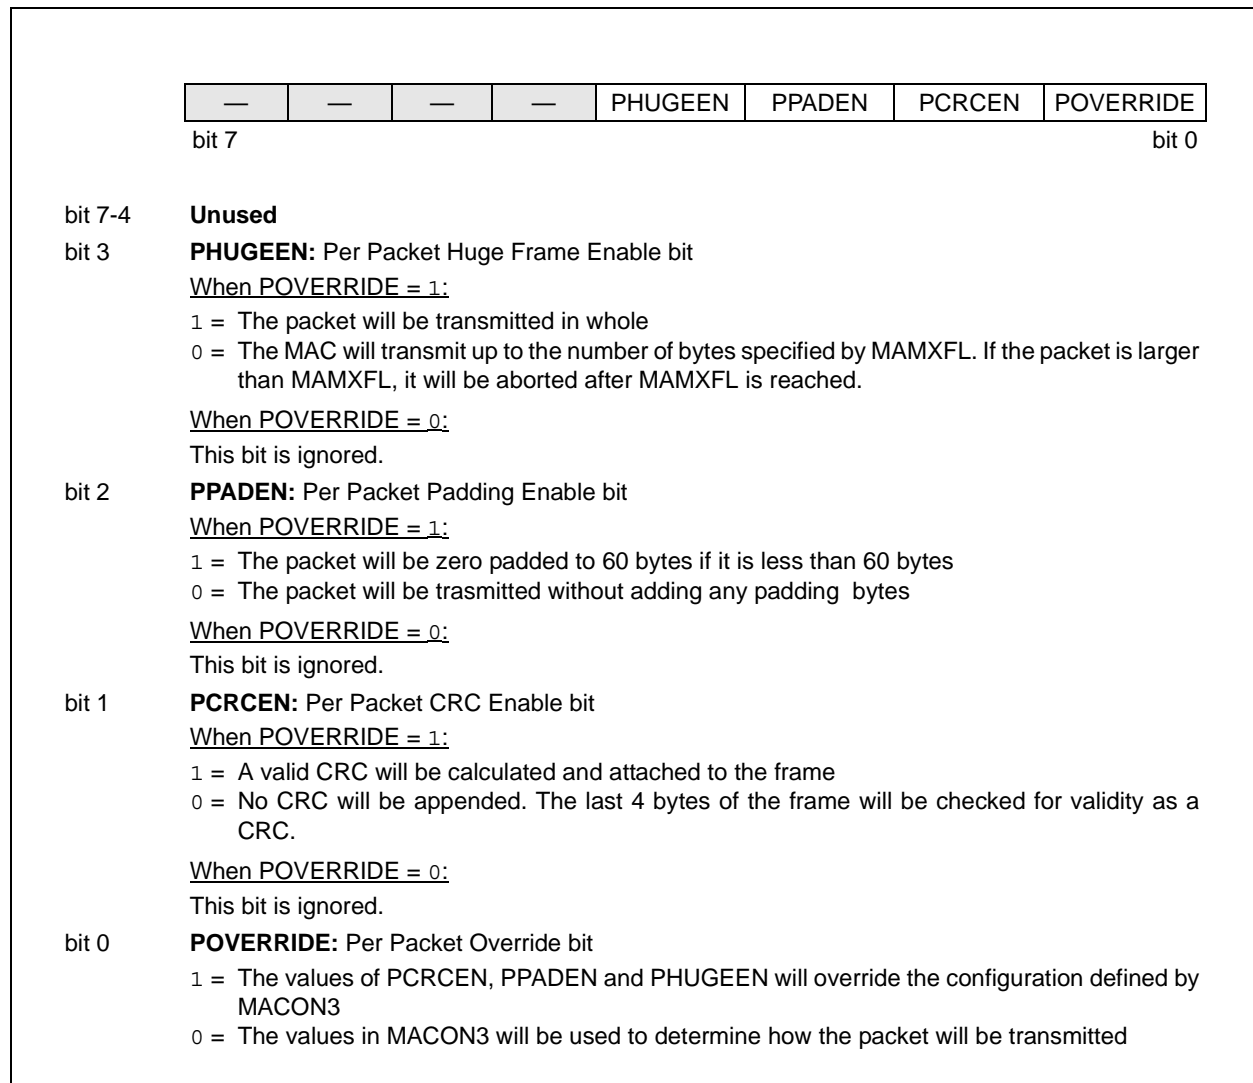 — — — — PHUGEEN PPADEN PCRCEN POVERRIDE
bit 7 bit 0
bit 7-4 Unused
bit 3 PHUGEEN: Per Packet Huge Frame Enable bit
When POVERRIDE = 1:
1 = The packet will be transmitted in whole
0 = The MAC will transmit up to the number of bytes specified by MAMXFL. If the packet is larger
than MAMXFL, it will be aborted after MAMXFL is reached.
When POVERRIDE = 0:
This bit is ignored.
bit 2 PPADEN: Per Packet Padding Enable bit
When POVERRIDE = 1:
1 = The packet will be zero padded to 60 bytes if it is less than 60 bytes
0 = The packet will be trasmitted without adding any padding bytes
When POVERRIDE = 0:
This bit is ignored.
bit 1 PCRCEN: Per Packet CRC Enable bit
When POVERRIDE = 1:
1 = A valid CRC will be calculated and attached to the frame
0 = No CRC will be appended. The last 4 bytes of the frame will be checked for validity as a
CRC.
When POVERRIDE = 0:
This bit is ignored.
bit 0 POVERRIDE: Per Packet Override bit
1 = The values of PCRCEN, PPADEN and PHUGEEN will override the configuration defined by
MACON3
0 = The values in MACON3 will be used to determine how the packet will be transmitted